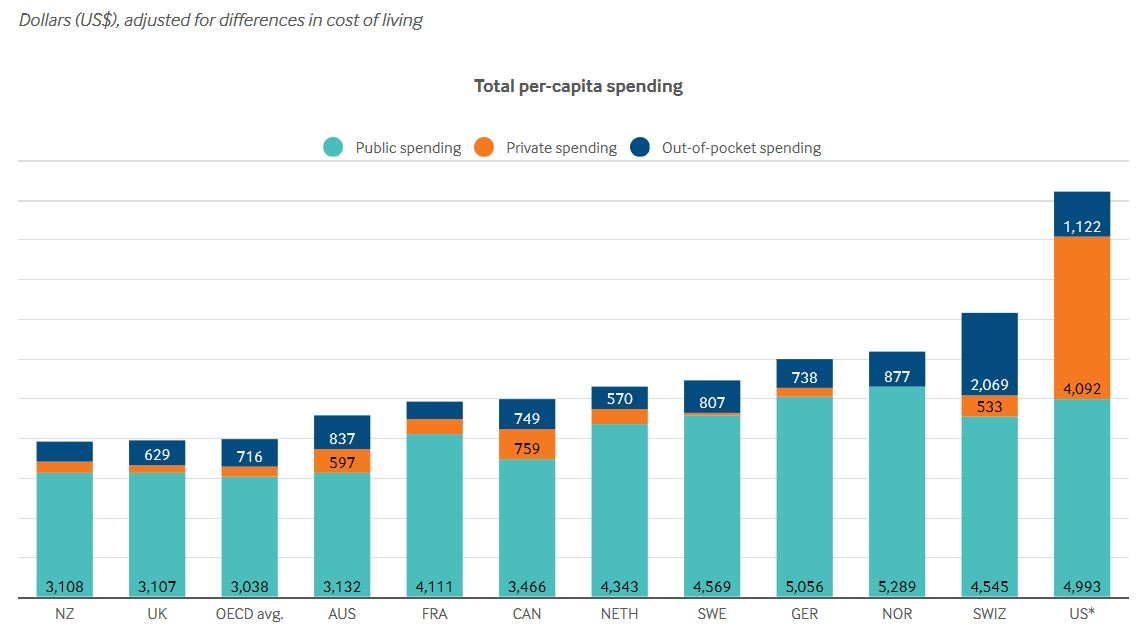 Dollars (US$), adjusted for differences in cost of living
Total per-capita spending
Public spending Private spending Out-of-pocket spending
1,122
4,092
2,069
533
877
738
807
570
749
759
837
597
716
629
3,108 3,107 3,038 3,132 4,111 3,466 4,343 4,569 5,056 5,289 4,545 4,993
NZ UK OECD avg. AUS FRA CAN NETH SWE GER NOR SWIZ US*